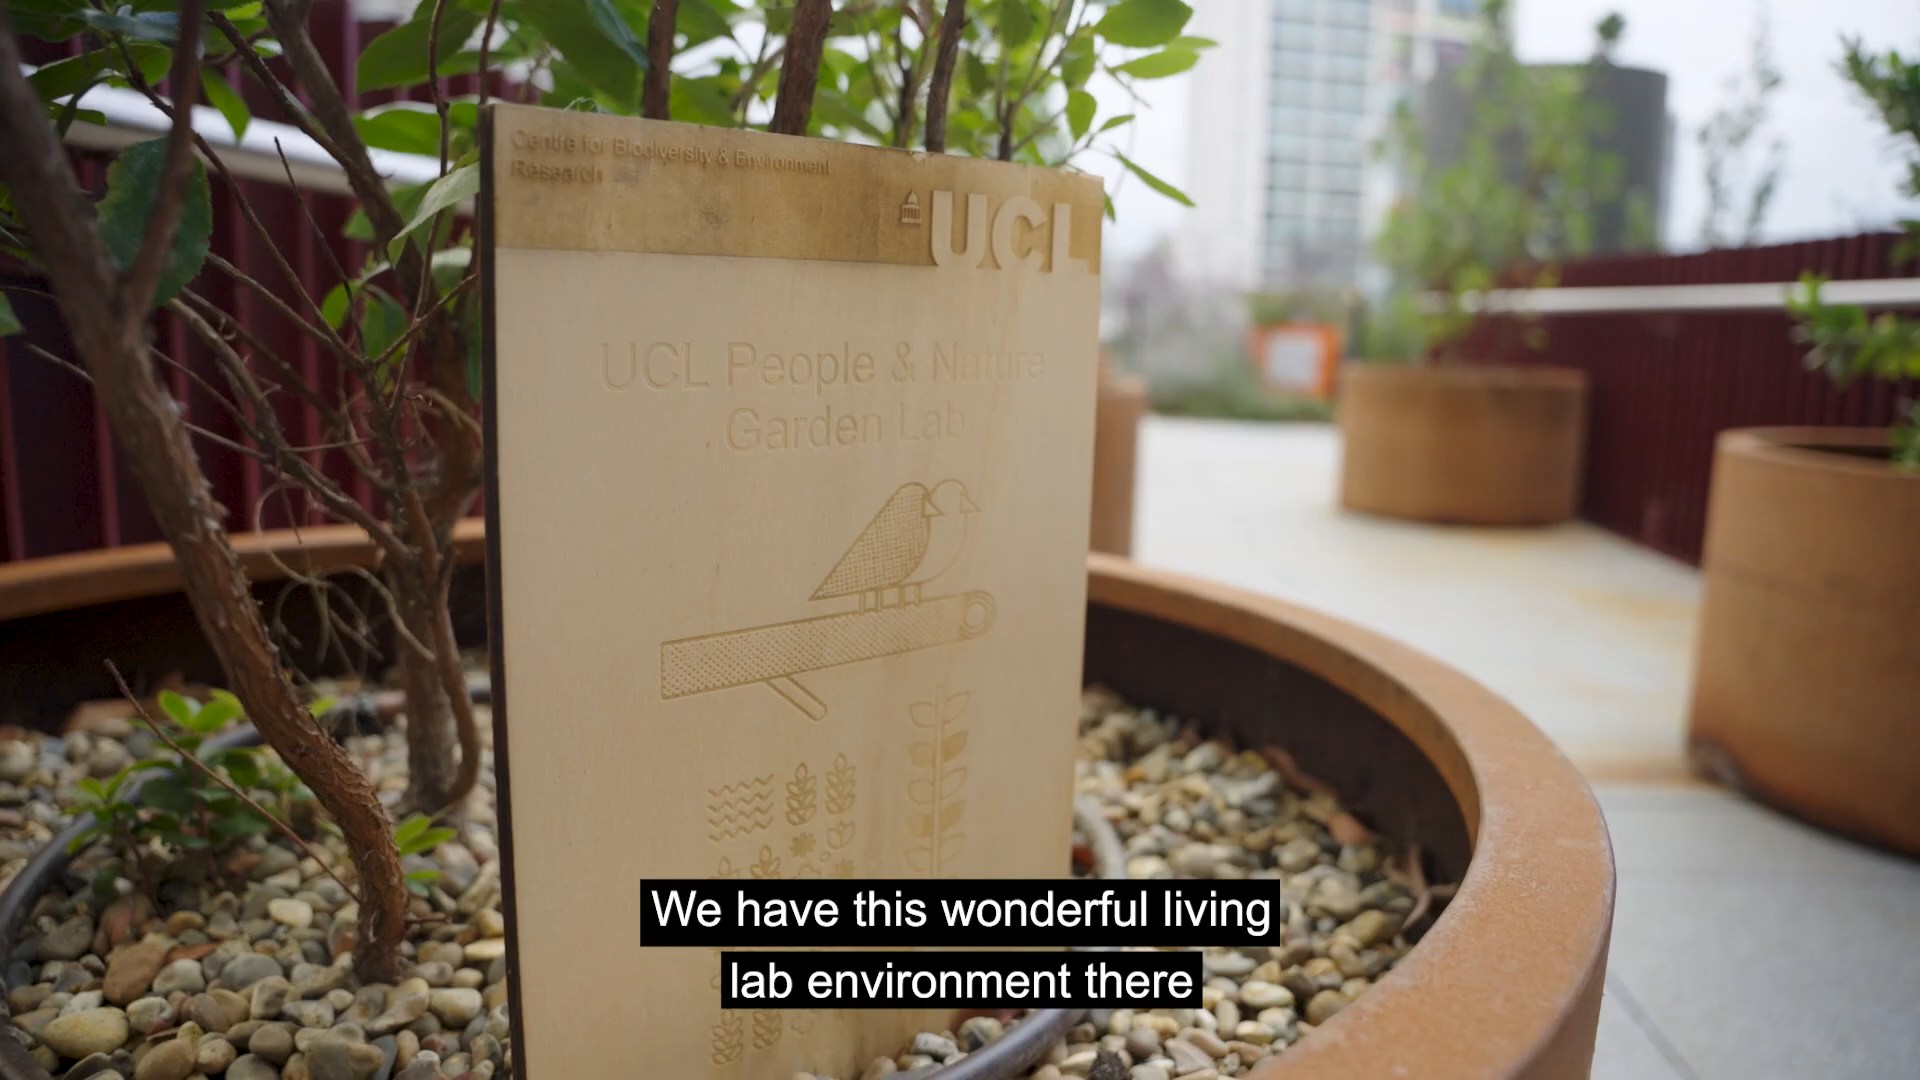 Centre for Biodiversity & Environment
Research
UCL
UCL People & Nature
Garden Lab
We have this wonderful living
lab environment there